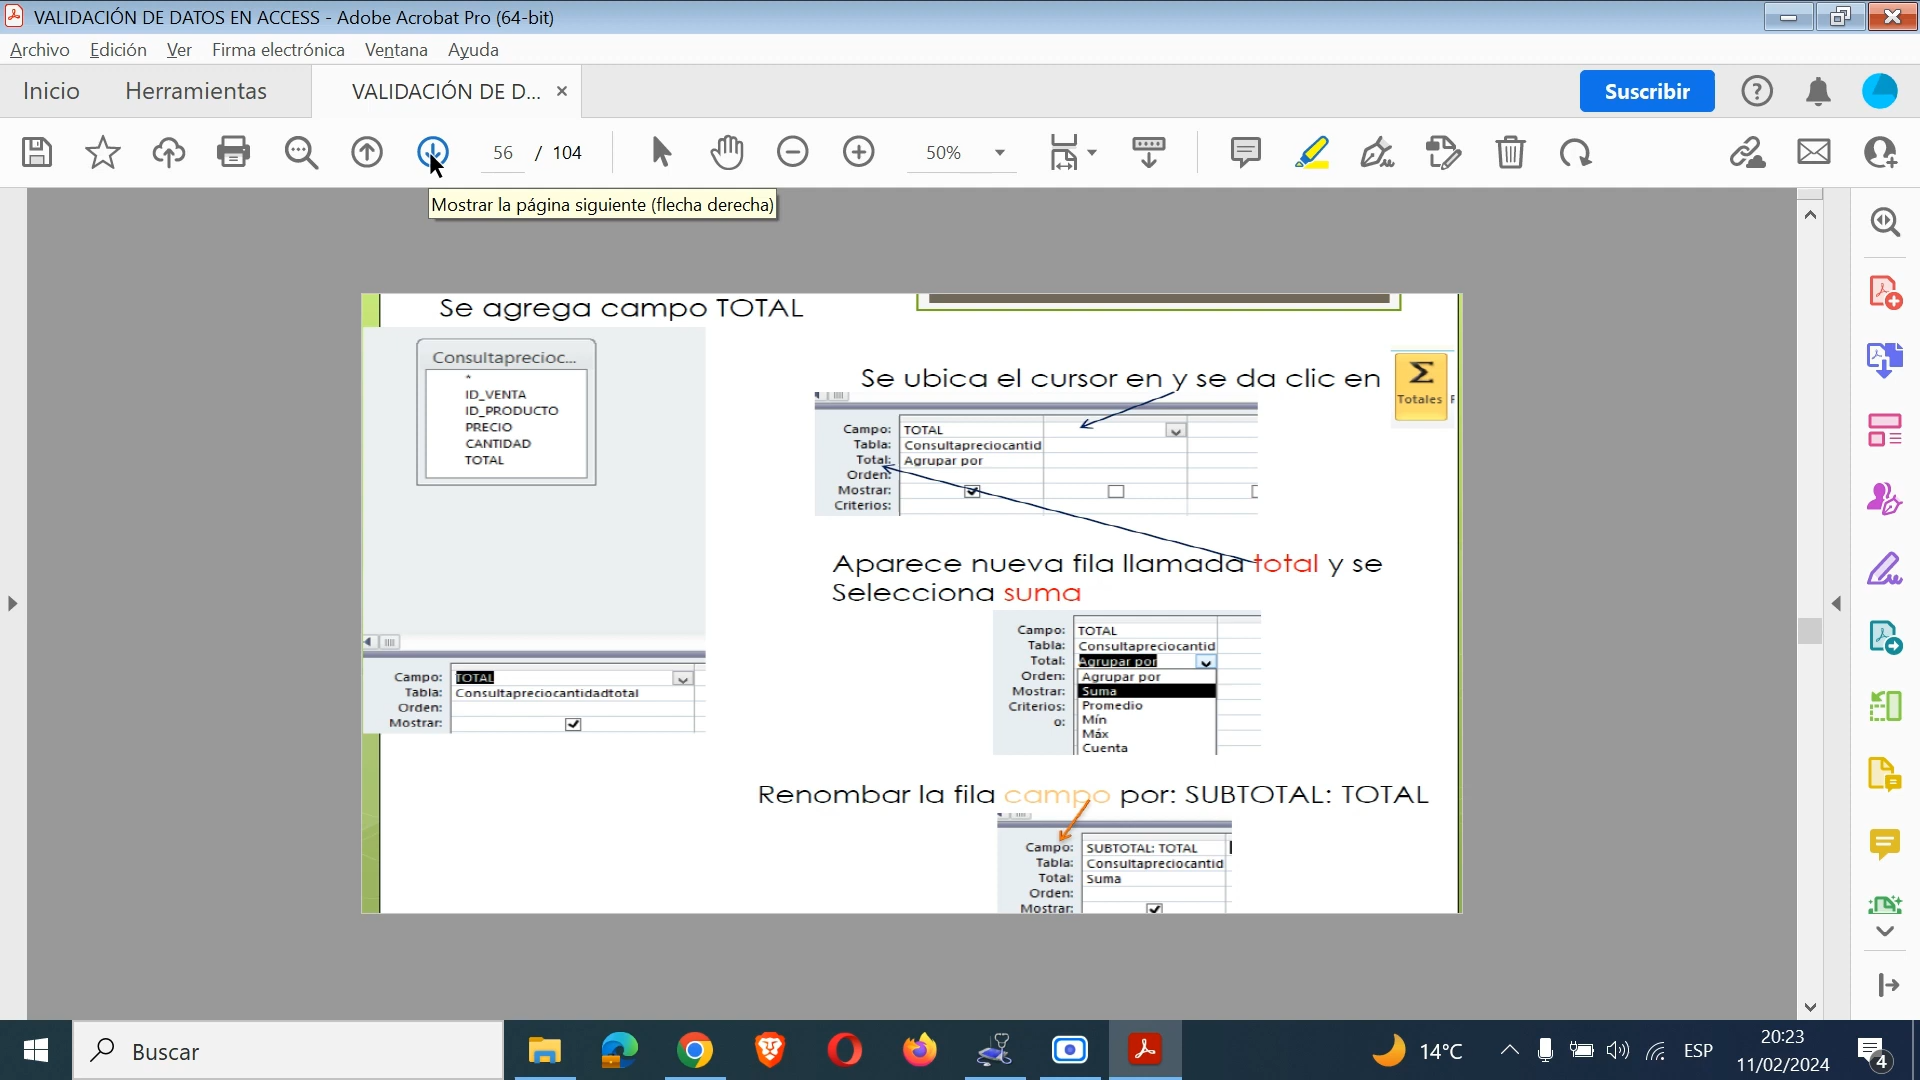 VALIDACIÓN DE DATOS EN ACCESS - Adobe Acrobat Pro (64-bit)
Archivo Edición Ver Firma electrónica Ventana Ayuda
Inicio Herramientas VALIDACIÓN DE D... ×
Suscribir
56 / 104
50%
Mostrar la página siguiente (flecha derecha)
Se agrega campo TOTAL
Consultaprecioc...
*
ID_VENTA
ID_PRODUCTO
PRECIO
CANTIDAD
TOTAL
Campo: TOTAL
Tabla: Consultapreciocantidadtotal
Orden:
Mostrar:
Se ubica el cursor en y se da clic en
Σ
Totales
Campo: TOTAL
Tabla: Consultapreciocantid
Total: Agrupar por
Orden:
Mostrar:
Criterios:
Aparece nueva fila llamada total y se
Selecciona suma
Campo: TOTAL
Tabla: Consultapreciocantid
Total: Agrupar por
Orden: Agrupar por
Mostrar: Suma
Criterios: Promedio
o: Mín
Máx
Cuenta
Renombar la fila campo por: SUBTOTAL: TOTAL
Campo: SUBTOTAL: TOTAL
Tabla: Consultapreciocantid
Total: Suma
Orden:
Mostrar:
Buscar
14°C
ESP
20:23
11/02/2024
4